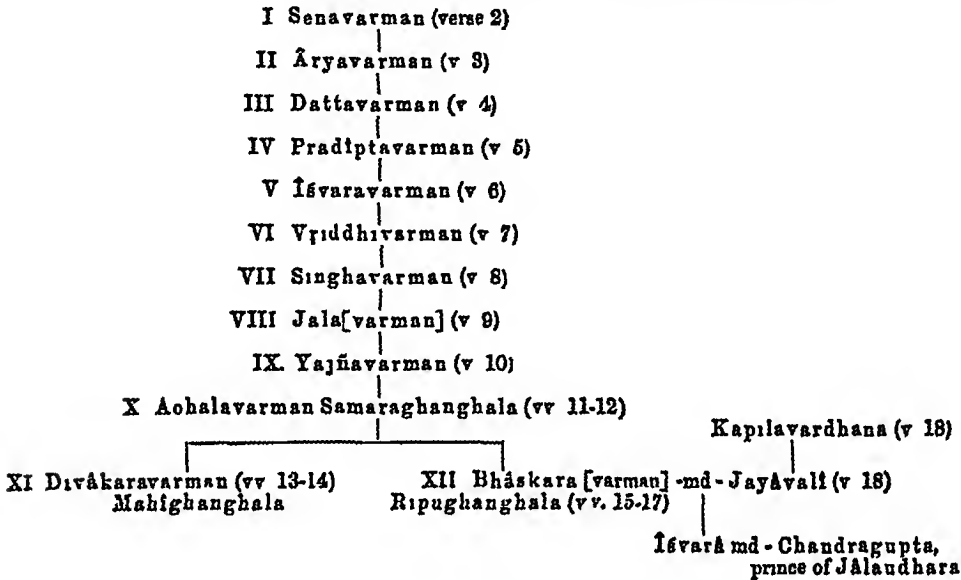 I Senavarman (verse 2)
II Âryavarman (v 3)
III Dattavarman (v 4)
IV Pradîptavarman (v 5)
V Îśvaravarman (v 6)
VI Vṛiddhivarman (v 7)
VII Singhavarman (v 8)
VIII Jala[varman] (v 9)
IX. Yajñavarman (v 10)
X Achalavarman Samaraghanghala (vv 11-12)
Kapilavardhana (v 18)
XI Divâkaravarman (vv 13-14) XII Bhâskara [varman] -md- Jayâvalî (v 18)
Mahîghanghala Ripughanghala (vv. 15-17)
Îśvarâ md - Chandragupta,
prince of Jâlandhara